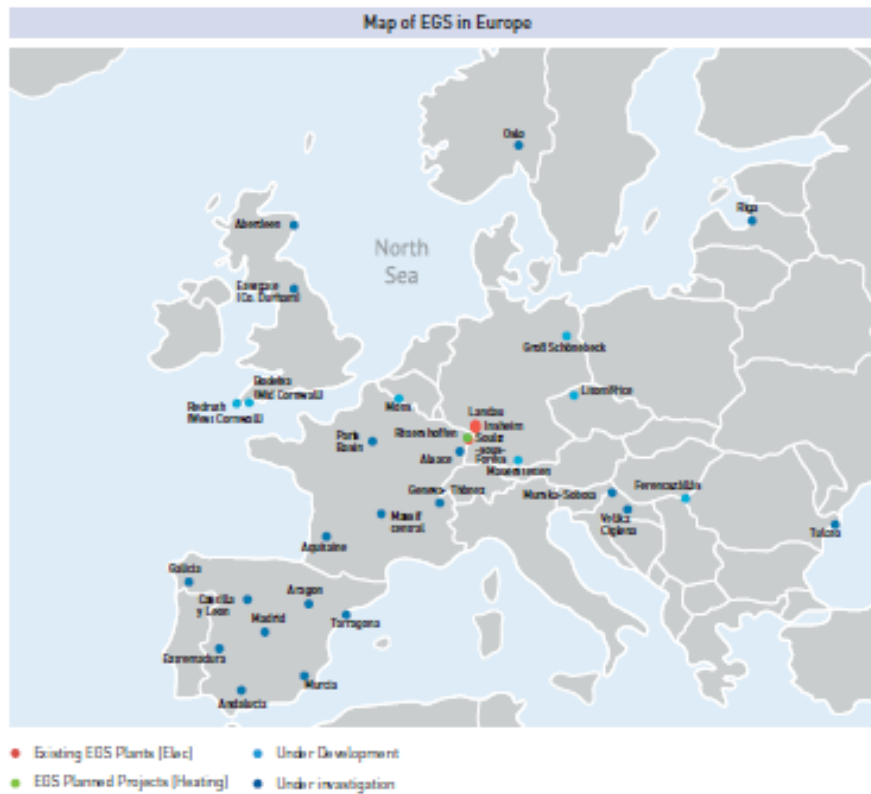 Map of EGS in Europe
Oslo
Riga
Aberdeen
North
Sea
Eastgate
(Co. Durham)
Groß Schönebeck
Bodelva
(Mid Cornwall)
Redruth
(West Cornwall)
Mons
Litoměřice
Landau
Insheim
Rittershoffen
Soultz
-sous-
Forêts
Paris
Basin
Alsace
Mauerstetten
Geneva- Thônex
Murska-Sobota
Ferencszállás
Massif
central
Velika
Ciglena
Tulcea
Aquitaine
Galicia
Castilla
y Leon
Aragon
Madrid
Tarragona
Extremadura
Murcia
Andalucia
Existing EGS Plants (Elec)
Under Development
EGS Planned Projects (Heating)
Under investigation